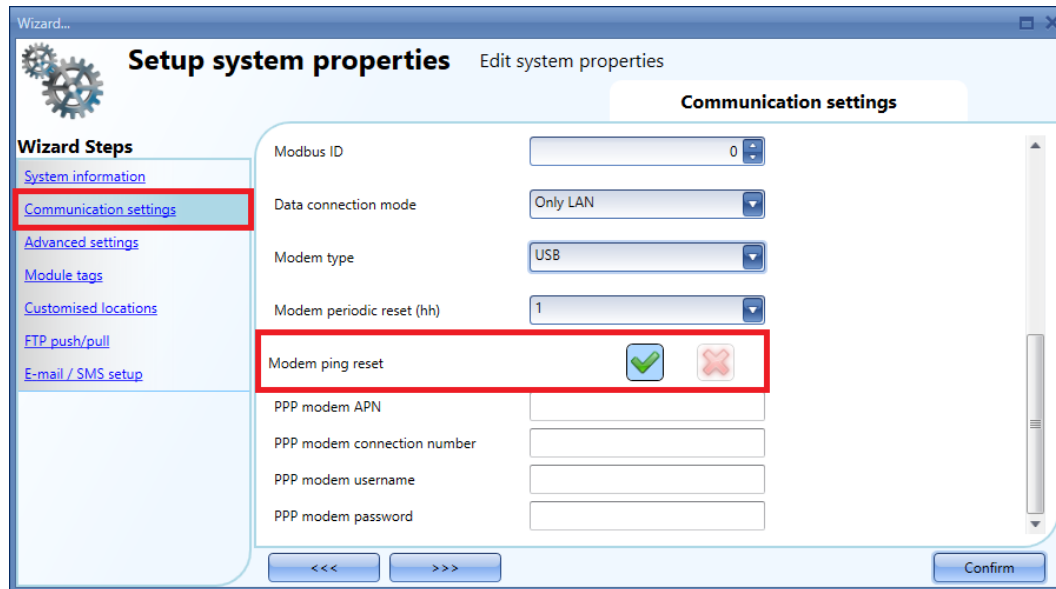 Wizard...
Setup system properties Edit system properties
Communication settings
Wizard Steps
System information
Communication settings
Advanced settings
Module tags
Customised locations
FTP push/pull
E-mail / SMS setup
Modbus ID 0
Data connection mode Only LAN
Modem type USB
Modem periodic reset (hh) 1
Modem ping reset
PPP modem APN
PPP modem connection number
PPP modem username
PPP modem password
<<< >>> Confirm